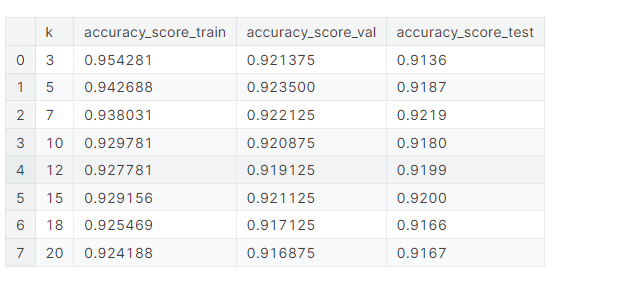 k accuracy_score_train accuracy_score_val accuracy_score_test
0 3 0.954281 0.921375 0.9136
1 5 0.942688 0.923500 0.9187
2 7 0.938031 0.922125 0.9219
3 10 0.929781 0.920875 0.9180
4 12 0.927781 0.919125 0.9199
5 15 0.929156 0.921125 0.9200
6 18 0.925469 0.917125 0.9166
7 20 0.924188 0.916875 0.9167